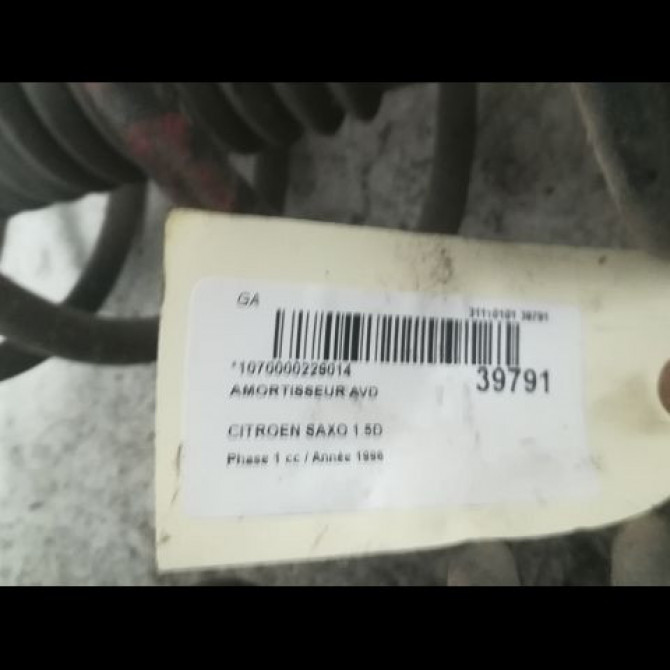 GA
*1070000226014
39791
AMORTISSEUR AVD
CITROEN SAXO 1.5D
Phase 1 cc / Année 1996